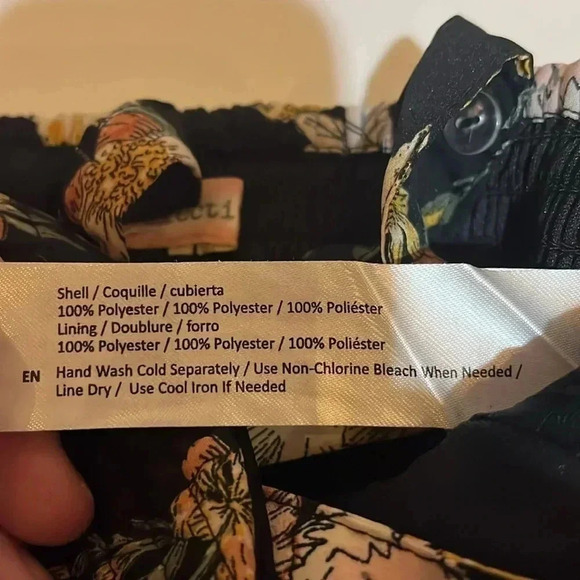 cti
Shell / Coquille / cubierta
100% Polyester / 100% Polyester / 100% Poliéster
Lining / Doublure / forro
100% Polyester / 100% Polyester / 100% Poliéster
EN Hand Wash Cold Separately / Use Non-Chlorine Bleach When Needed /
Line Dry / Use Cool Iron If Needed